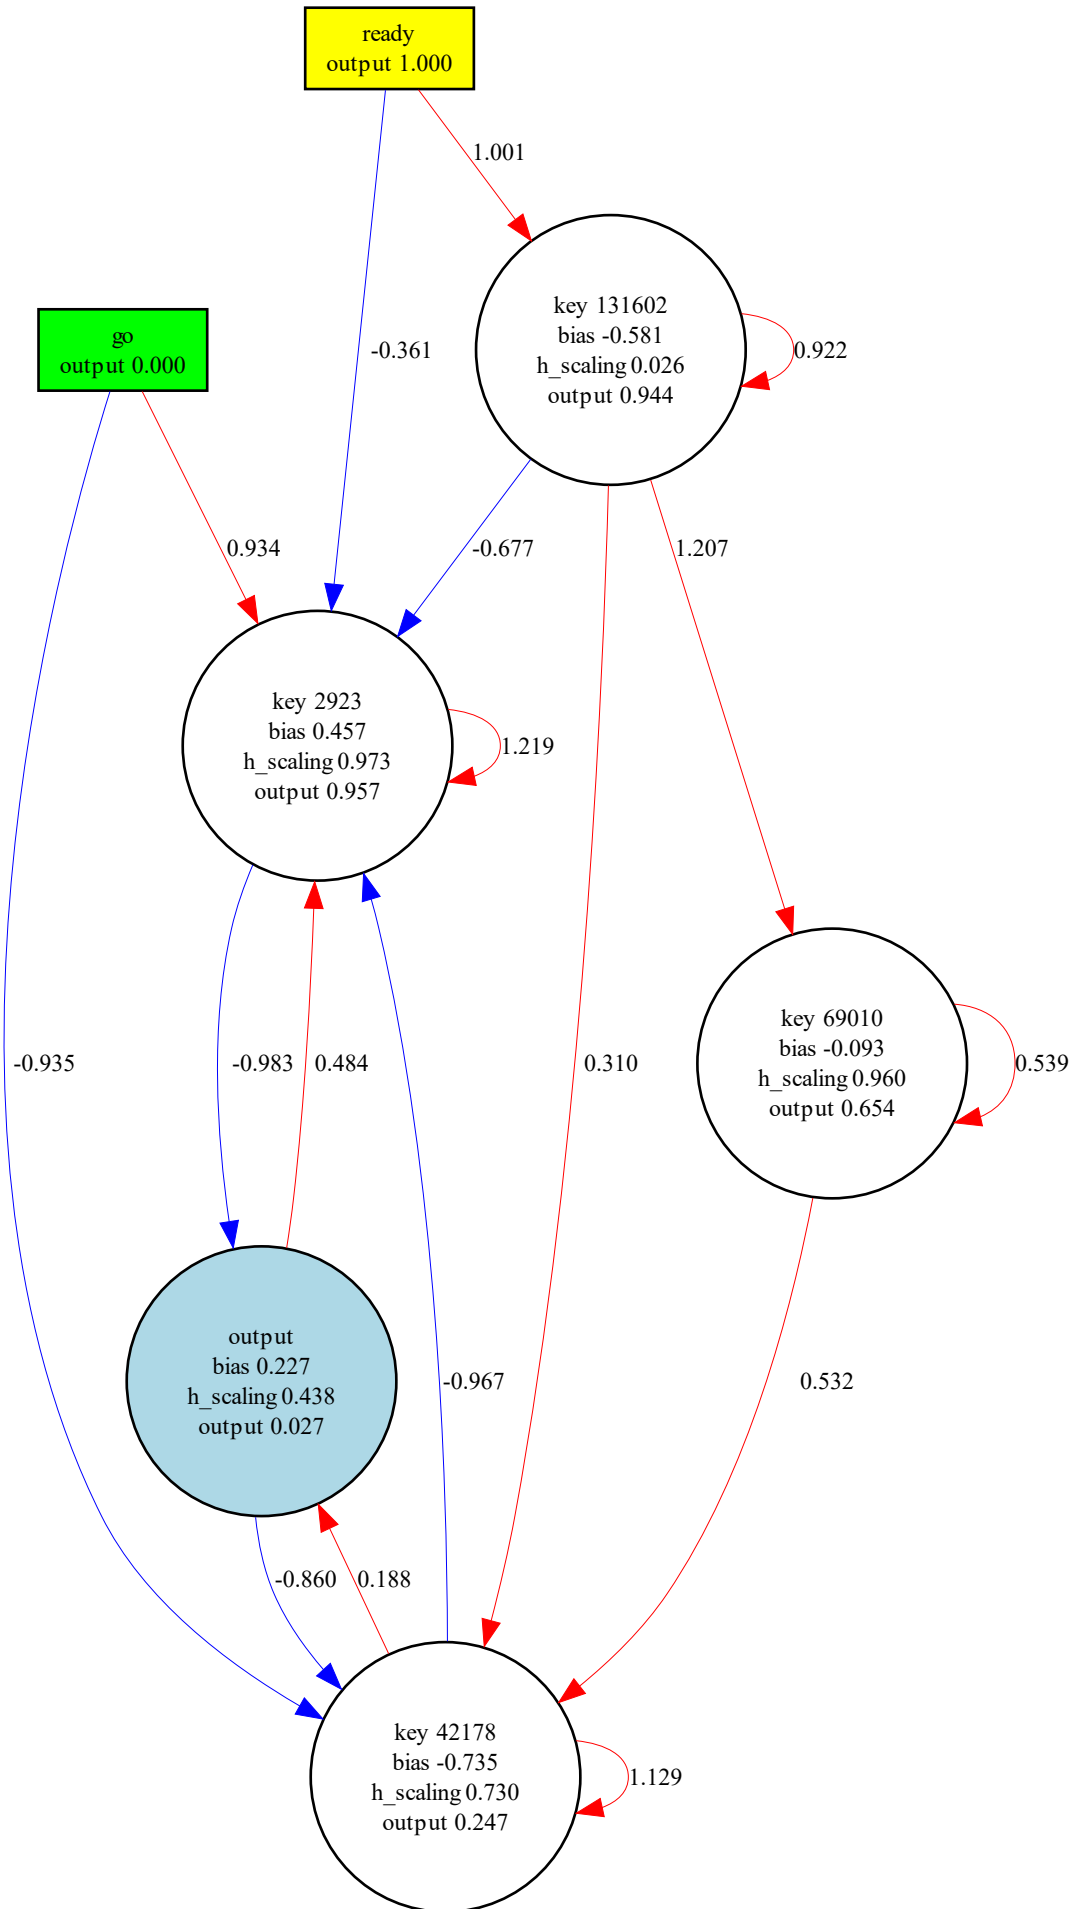 ready
output 1.000
1.001
key 131602
bias -0.581
h_scaling 0.026
output 0.944
0.922
go
output 0.000
-0.361
0.934
-0.677
1.207
key 2923
bias 0.457
h_scaling 0.973
output 0.957
1.219
key 69010
bias -0.093
h_scaling 0.960
output 0.654
0.539
-0.935
-0.983
0.484
0.310
output
bias 0.227
h_scaling 0.438
output 0.027
-0.967
0.532
-0.860
0.188
key 42178
bias -0.735
h_scaling 0.730
output 0.247
1.129